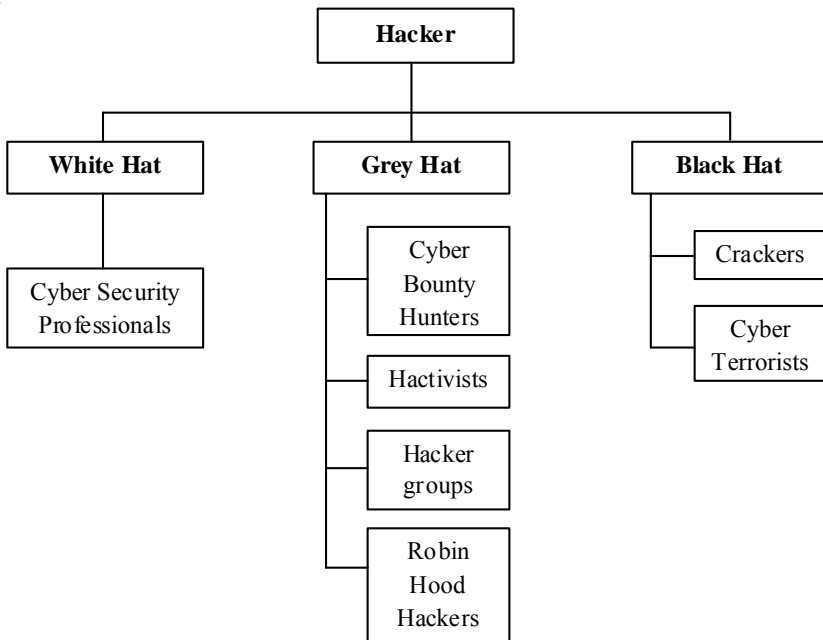 Hacker
White Hat
Grey Hat
Black Hat
Cyber Security
Professionals
Cyber
Bounty
Hunters
Hactivists
Hacker
groups
Robin
Hood
Hackers
Crackers
Cyber
Terrorists